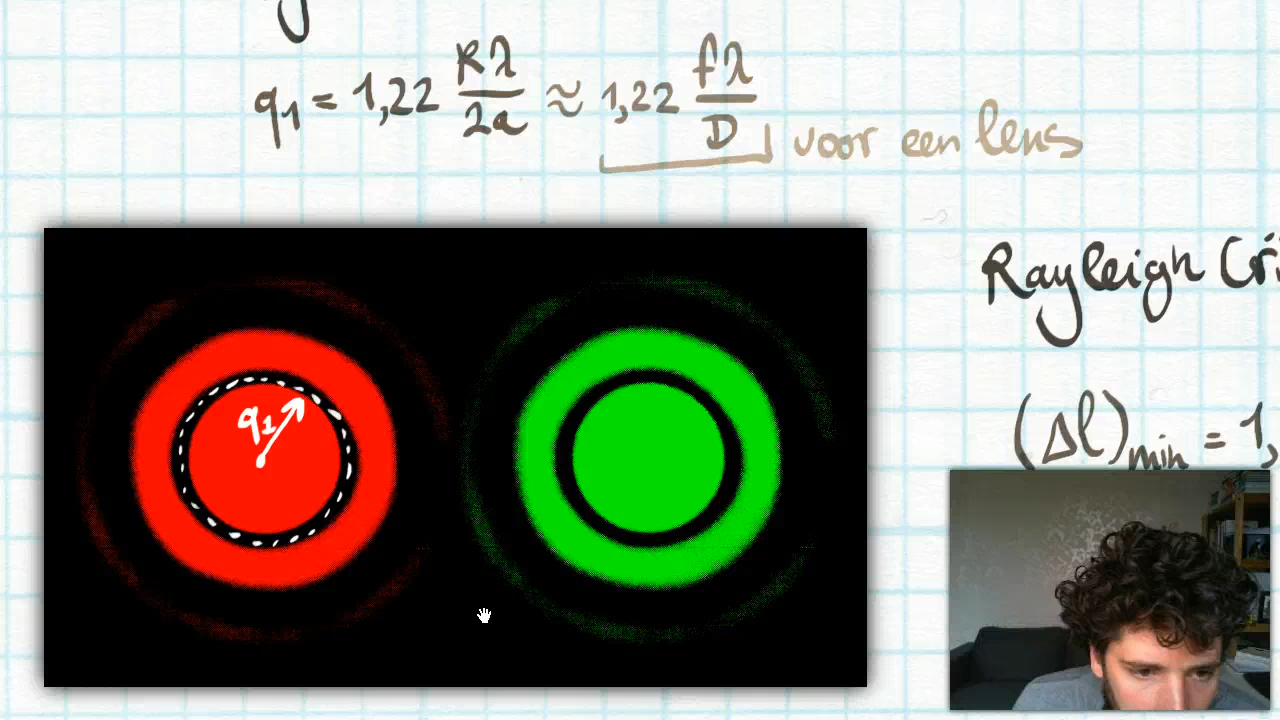 q₁ = 1,22 Rλ/2a ≈ 1,22 fλ/D voor een lens
Rayleigh
q₁
(Δl)min = 1,